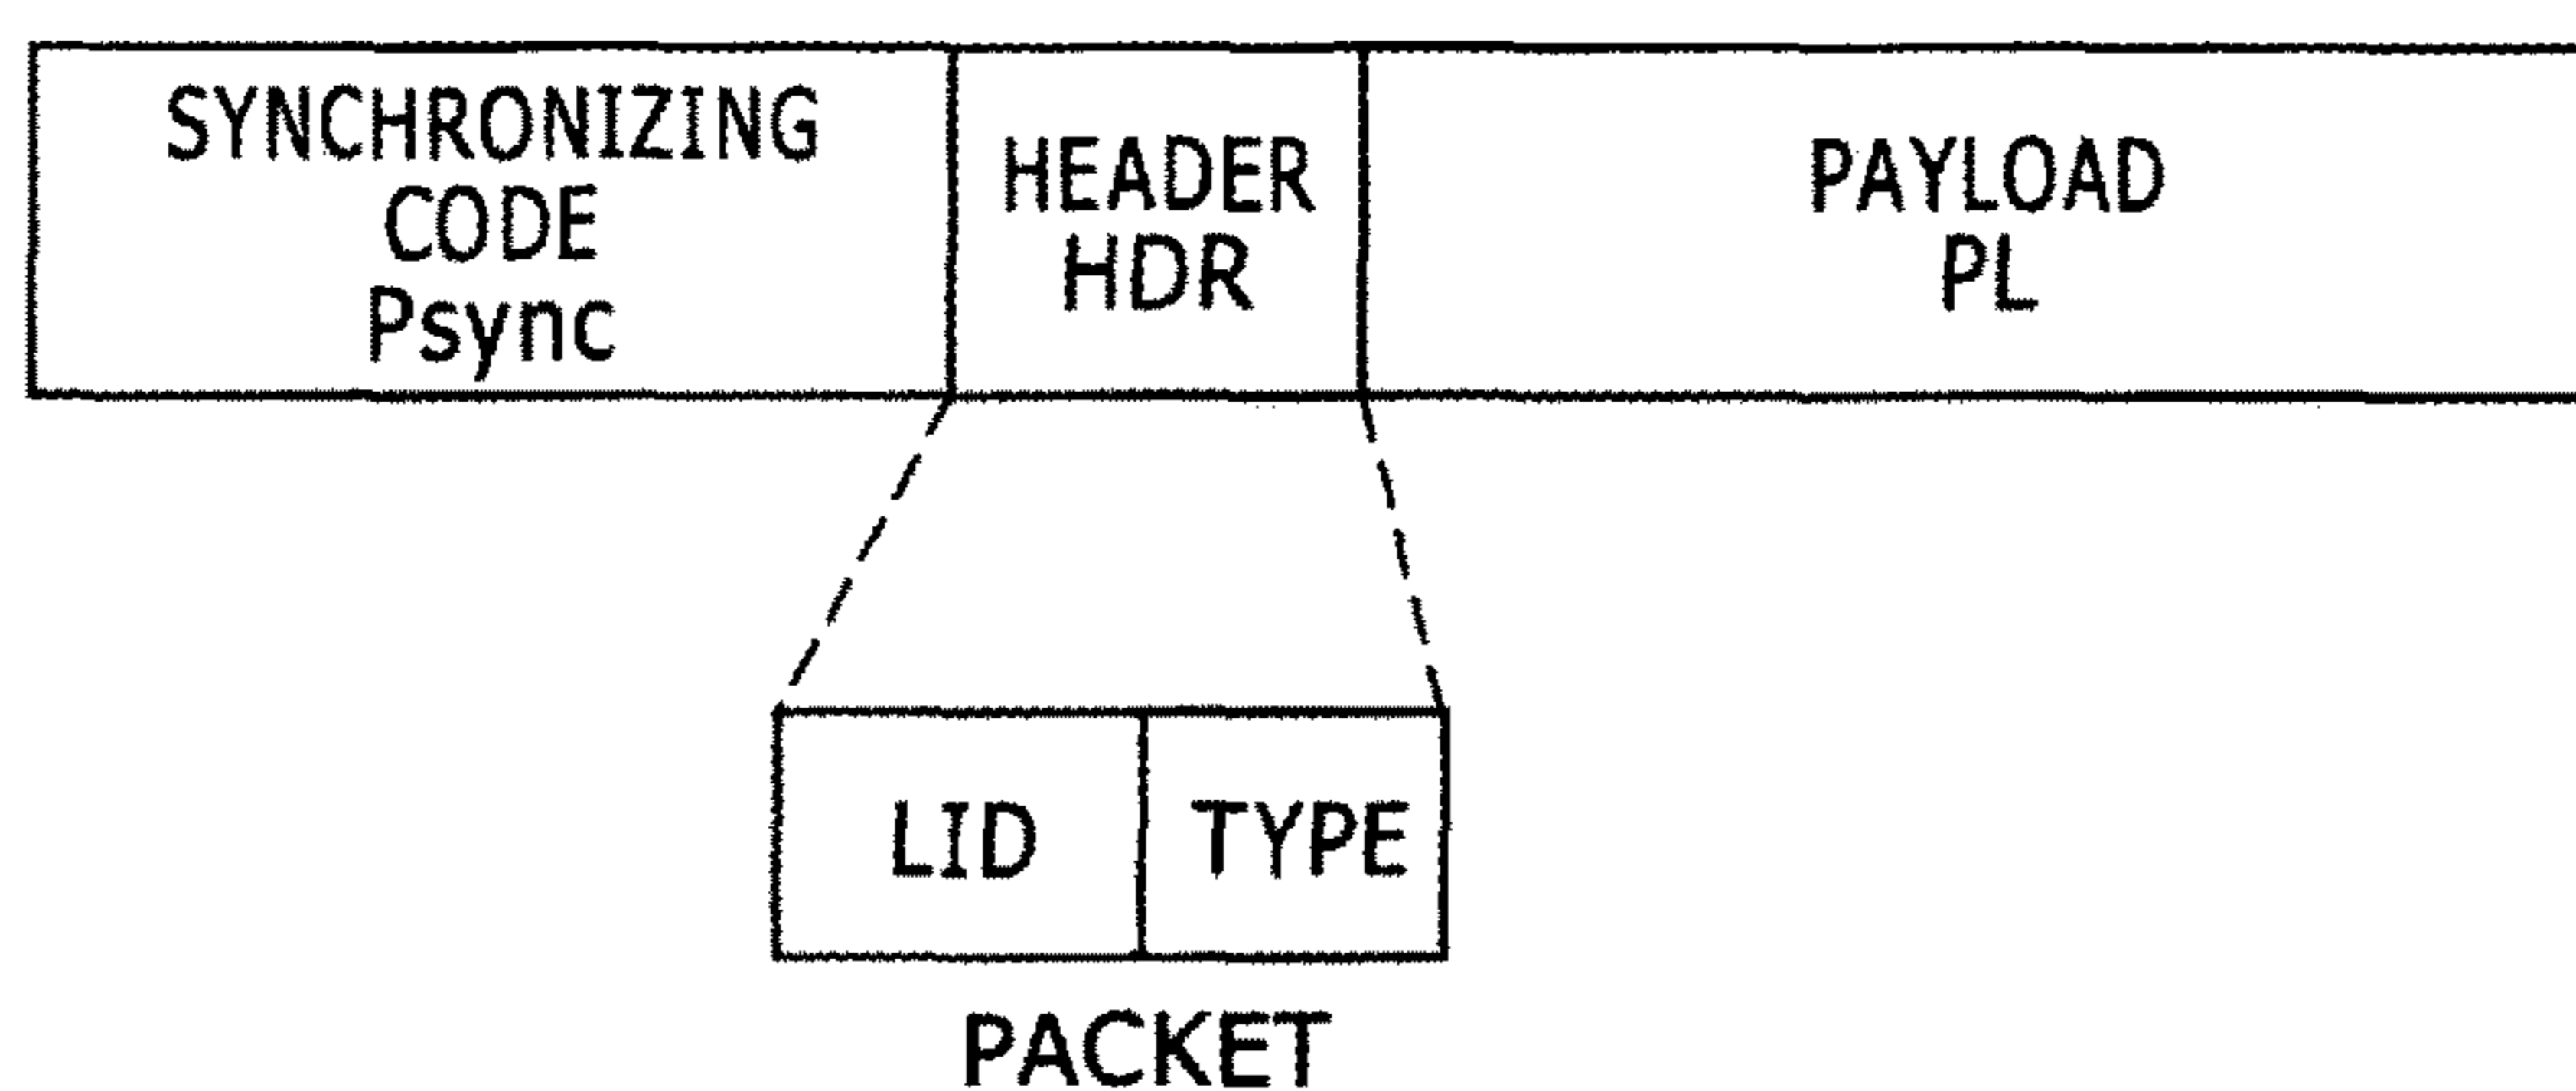 SYNCHRONIZING
CODE
Psync
HEADER
HDR
PAYLOAD
PL
LID
TYPE
PACKET